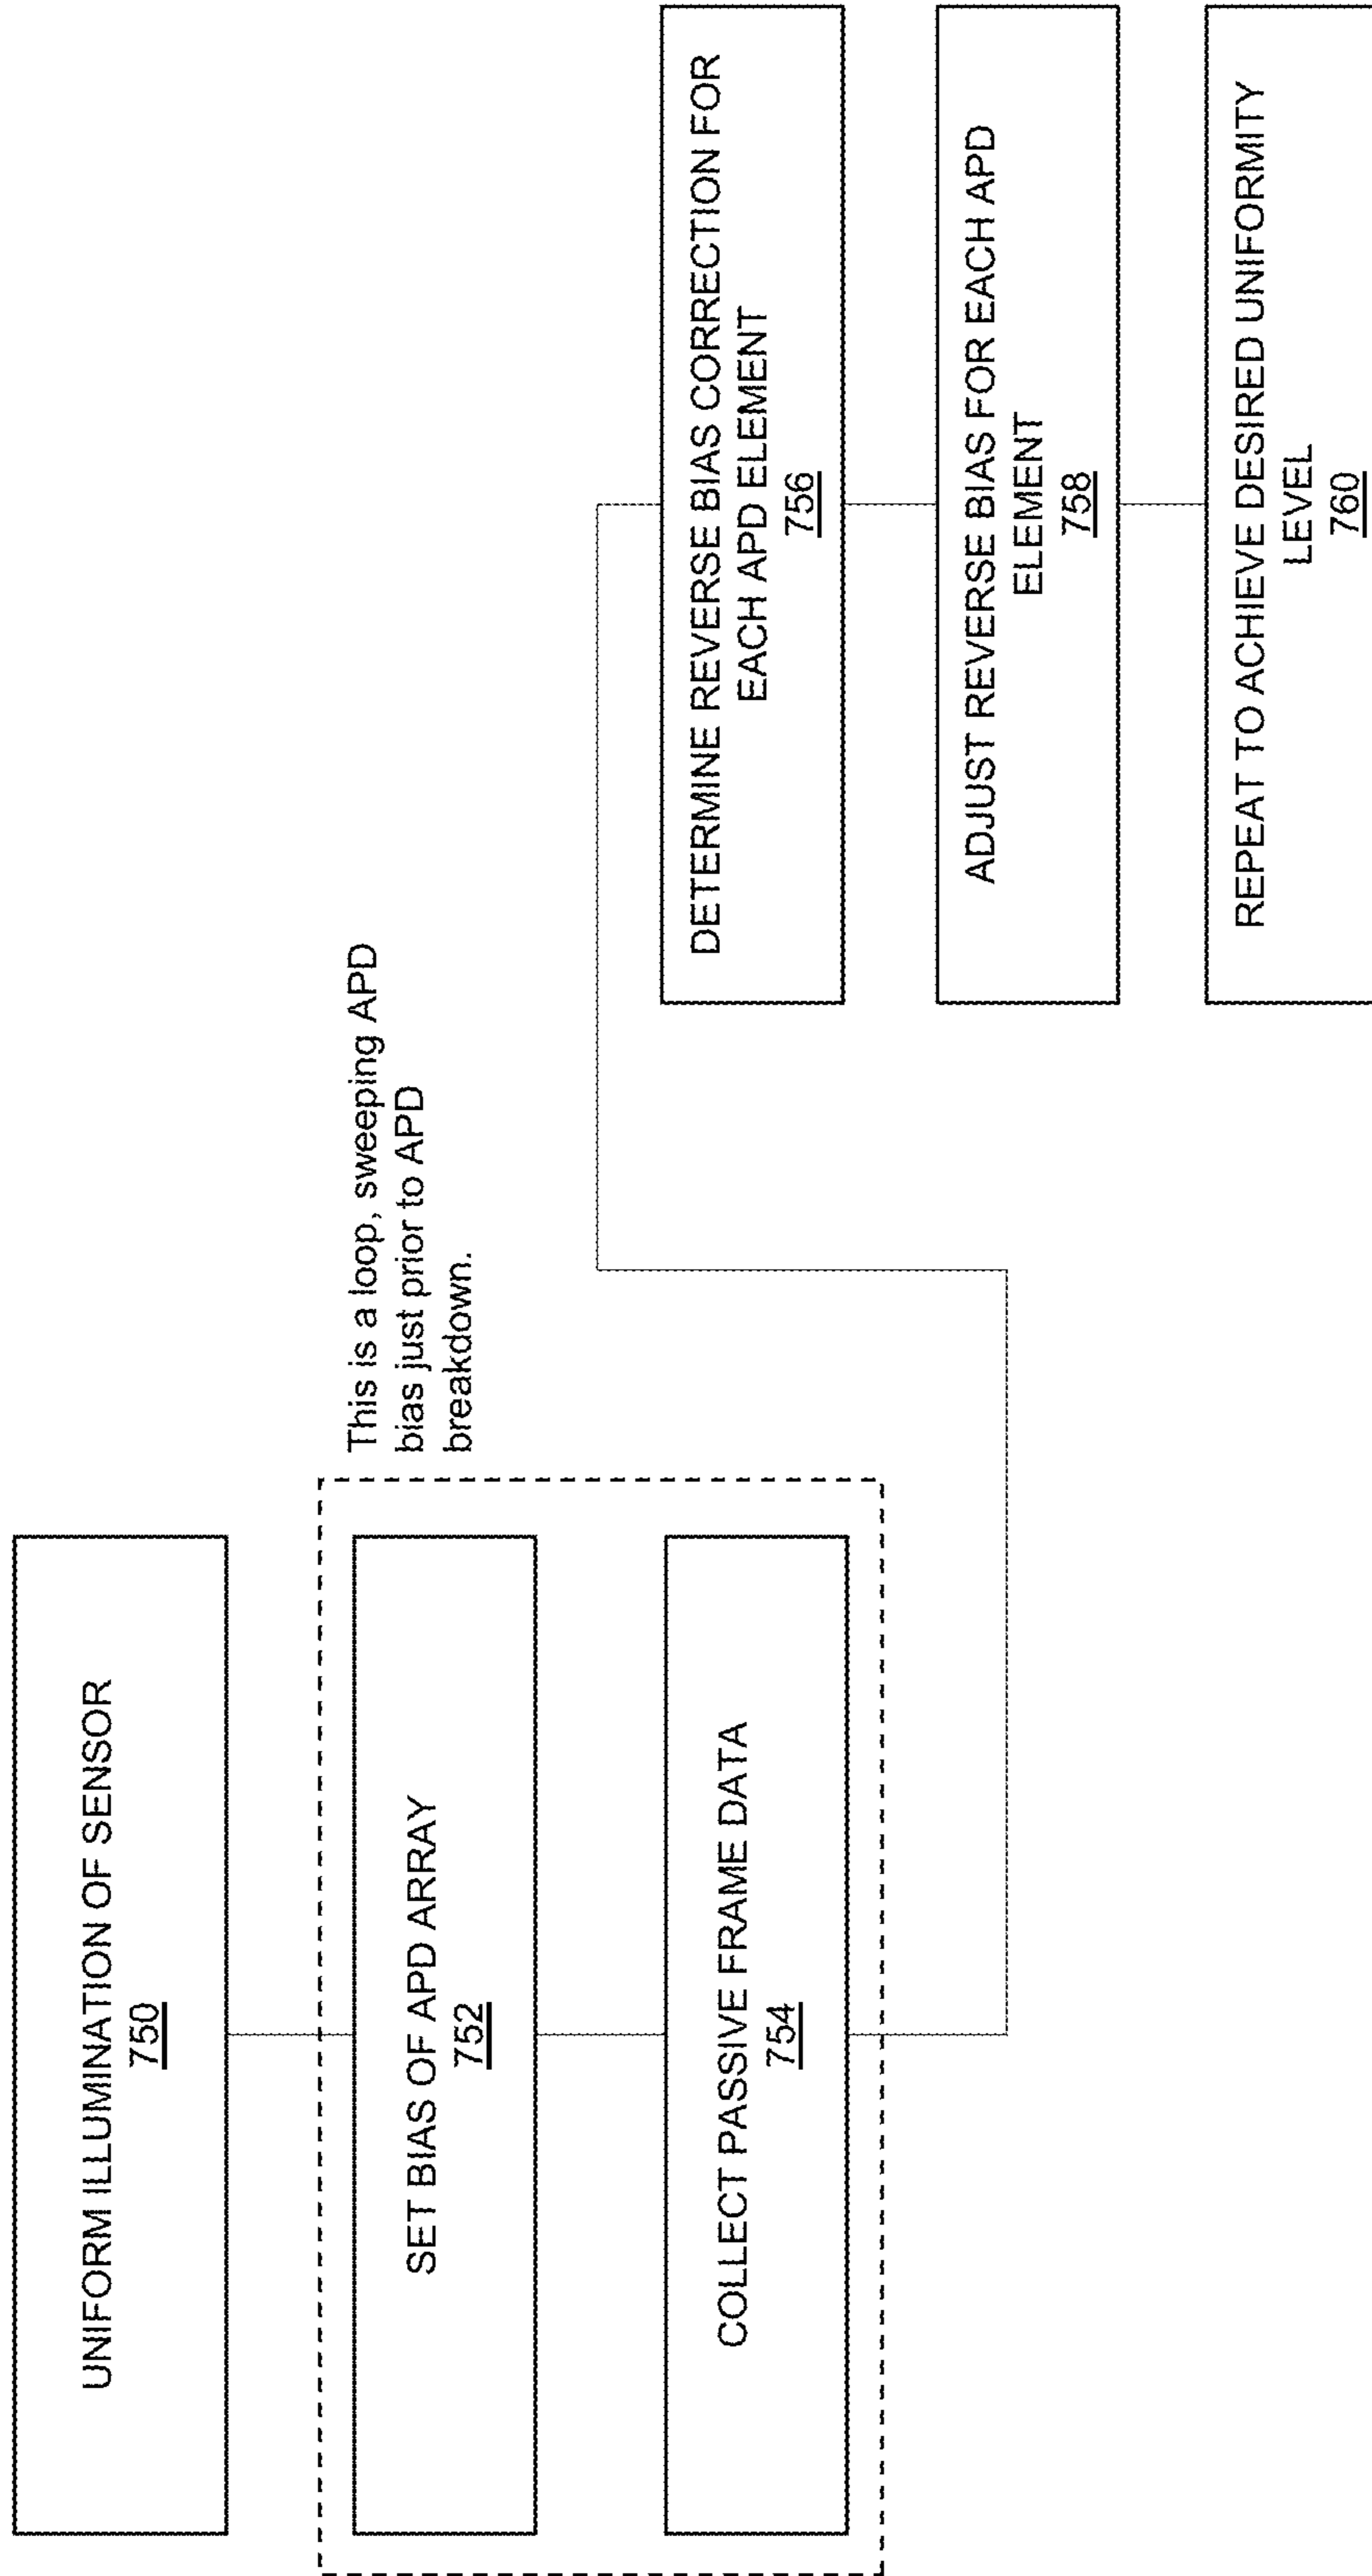 UNIFORM ILLUMINATION OF SENSOR
750
SET BIAS OF APD ARRAY
752
COLLECT PASSIVE FRAME DATA
754
This is a loop, sweeping APD
bias just prior to APD
breakdown.
DETERMINE REVERSE BIAS CORRECTION FOR
EACH APD ELEMENT
756
ADJUST REVERSE BIAS FOR EACH APD
ELEMENT
758
REPEAT TO ACHIEVE DESIRED UNIFORMITY
LEVEL
760